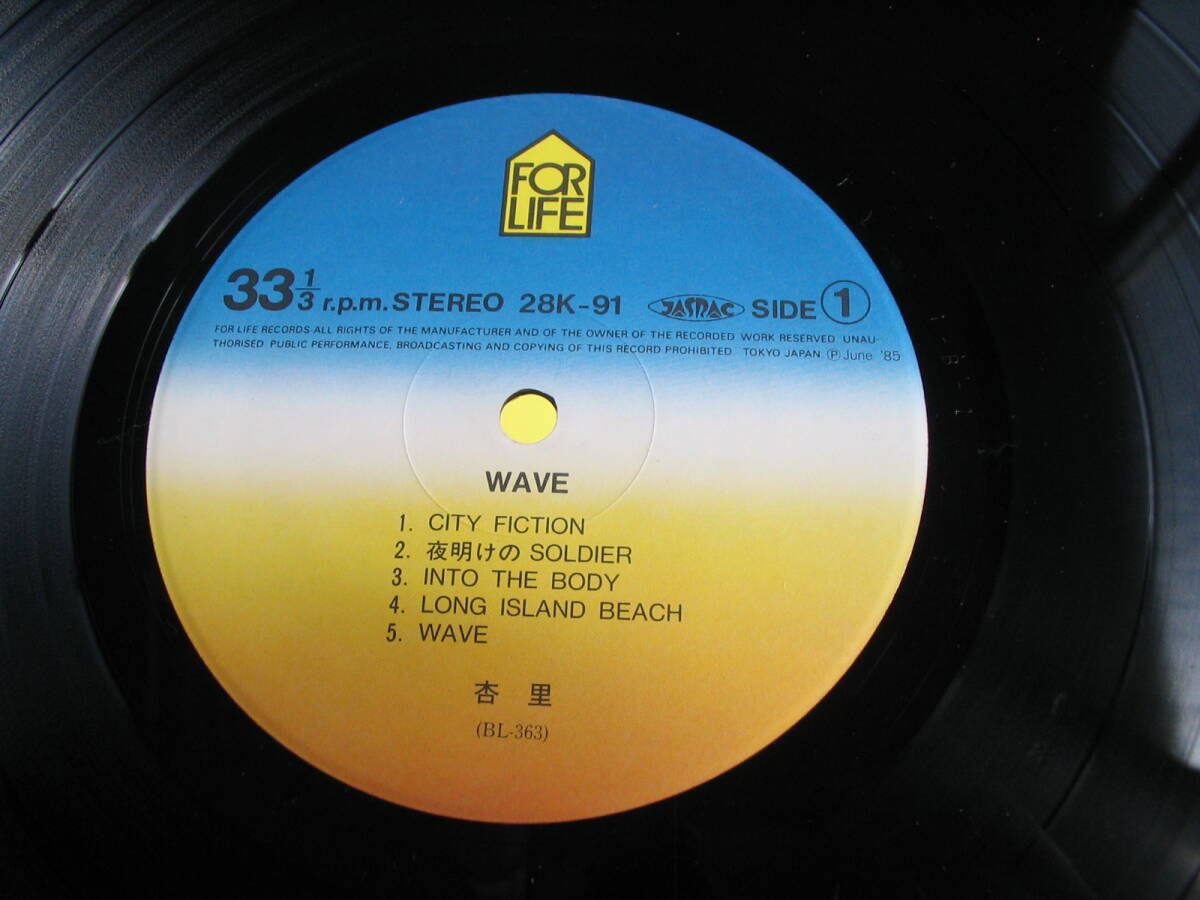 FOR
LIFE
33 1/3 r.p.m. STEREO 28K-91 JASRAC SIDE 1
FOR LIFE RECORDS-ALL RIGHTS OF THE MANUFACTURER AND OF THE OWNER OF THE RECORDED WORK RESERVED. UNAU-
THORISED PUBLIC PERFORMANCE, BROADCASTING AND COPYING OF THIS RECORD PROHIBITED. TOKYO JAPAN. ℗ June '85
WAVE
1. CITY FICTION
2. 夜明けの SOLDIER
3. INTO THE BODY
4. LONG ISLAND BEACH
5. WAVE
杏里
(BL-363)